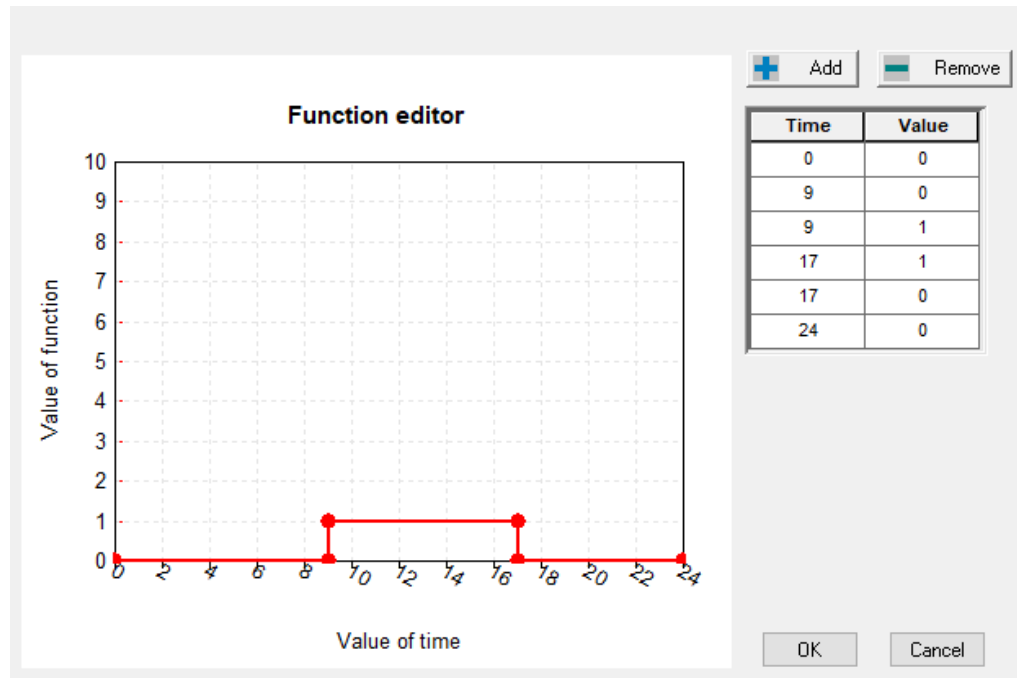 Add Remove
Function editor
Time Value
0 0
9 0
9 1
17 1
17 0
24 0
10
9
8
7
6
5
4
3
2
1
0
Value of function
0 2 4 6 8 10 12 14 16 18 20 22 24
Value of time
OK Cancel